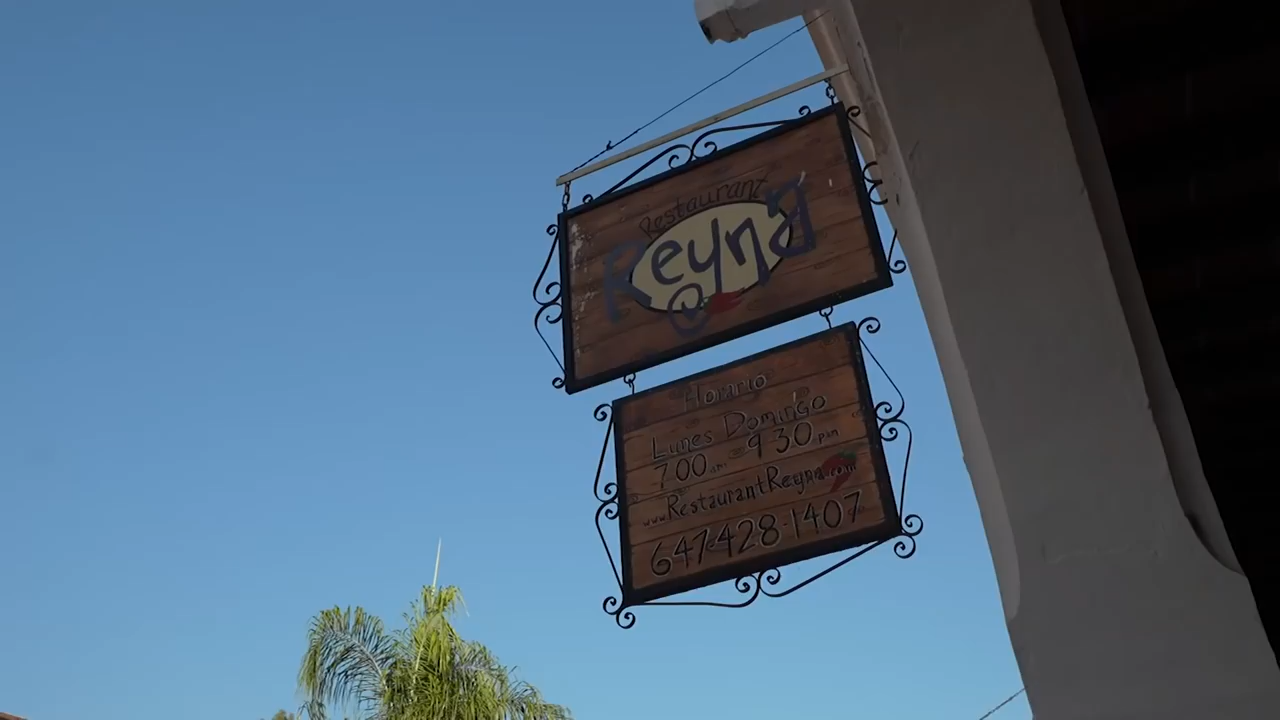 Restaurant
Reyna
Horario
Lunes Domingo
7:00 am - 9:30 pm
www.RestaurantReyna.com
647-428-1407